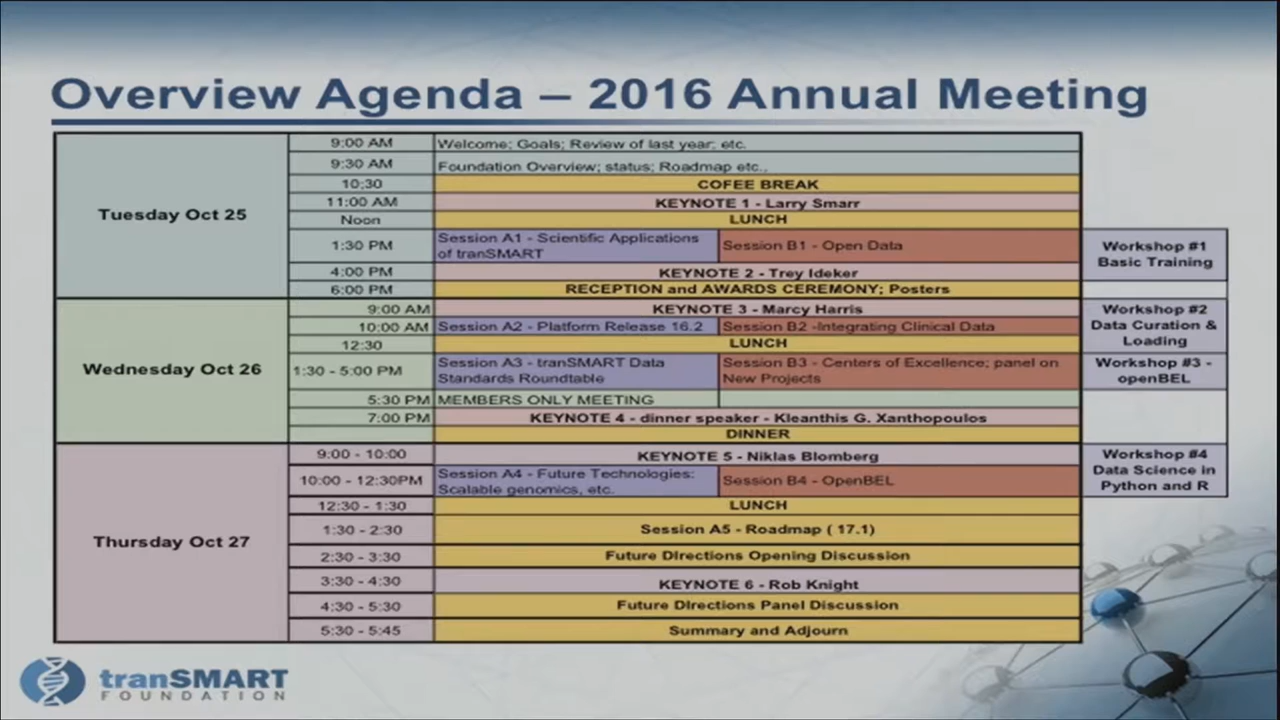 Overview Agenda – 2016 Annual Meeting
Tuesday Oct 25
9:00 AM
Welcome; Goals; Review of last year; etc.
9:30 AM
Foundation Overview; status; Roadmap etc.,
10:30
COFEE BREAK
11:00 AM
KEYNOTE 1 - Larry Smarr
Noon
LUNCH
1:30 PM
Session A1 - Scientific Applications
of tranSMART
Session B1 - Open Data
Workshop #1
Basic Training
4:00 PM
KEYNOTE 2 - Trey Ideker
6:00 PM
RECEPTION and AWARDS CEREMONY; Posters
Wednesday Oct 26
9:00 AM
KEYNOTE 3 - Marcy Harris
Workshop #2
Data Curation &
Loading
10:00 AM
Session A2 - Platform Release 16.2
Session B2 -Integrating Clinical Data
12:30
LUNCH
1:30 - 5:00 PM
Session A3 - tranSMART Data
Standards Roundtable
Session B3 - Centers of Excellence; panel on
New Projects
Workshop #3 -
openBEL
5:30 PM
MEMBERS ONLY MEETING
7:00 PM
KEYNOTE 4 - dinner speaker - Kleanthis G. Xanthopoulos
DINNER
Thursday Oct 27
9:00 - 10:00
KEYNOTE 5 - Niklas Blomberg
Workshop #4
Data Science in
Python and R
10:00 - 12:30PM
Session A4 - Future Technologies:
Scalable genomics, etc.
Session B4 - OpenBEL
12:30 - 1:30
LUNCH
1:30 - 2:30
Session A5 - Roadmap ( 17.1)
2:30 - 3:30
Future DIrections Opening Discussion
3:30 - 4:30
KEYNOTE 6 - Rob Knight
4:30 - 5:30
Future DIrections Panel Discussion
5:30 - 5:45
Summary and Adjourn
tranSMART
FOUNDATION